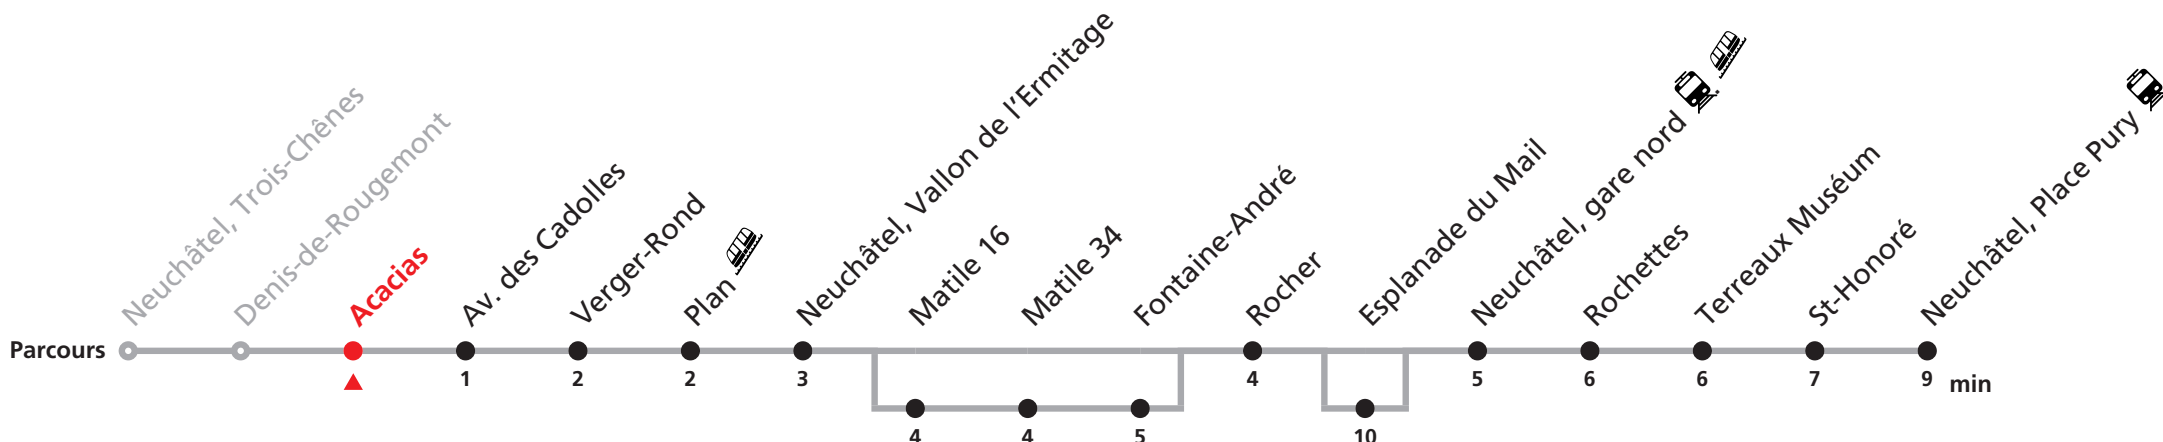 Neuchâtel, Trois-Chênes
Denis-de-Rougemont
Acacias
Av. des Cadolles
Verger-Rond
Plan
Neuchâtel, Vallon de l'Ermitage
Matile 16
Matile 34
Fontaine-André
Rocher
Esplanade du Mail
Neuchâtel, gare nord
Rochettes
Terreaux Muséum
St-Honoré
Neuchâtel, Place Pury
Parcours
1 2 2 3 4 5 6 6 7 9 min
4 4 5 10